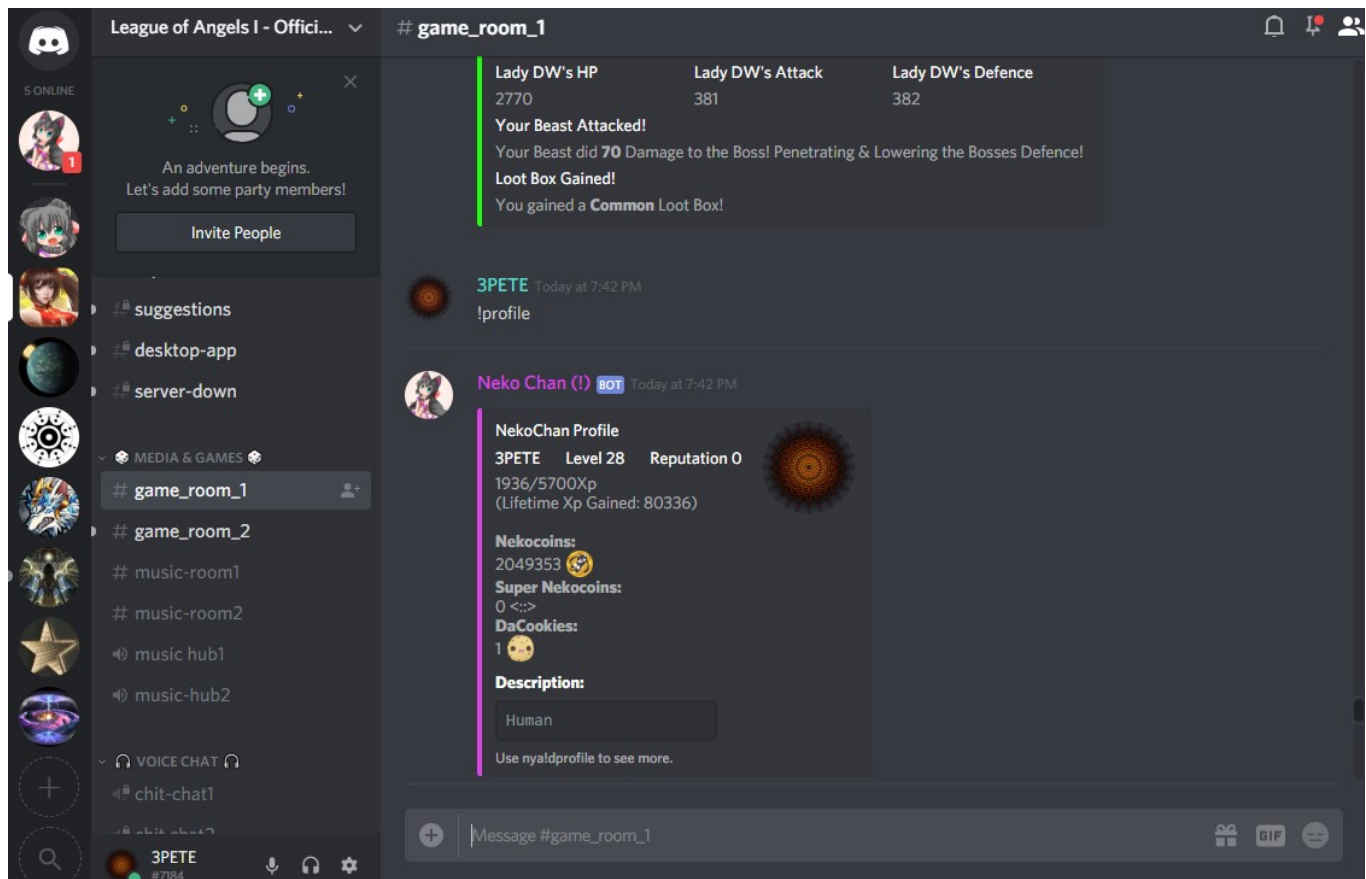 League of Angels I - Offici...
# game_room_1
5 ONLINE
1
An adventure begins.
Let's add some party members!
Invite People
suggestions
desktop-app
server-down
MEDIA & GAMES
game_room_1
game_room_2
music-room1
music-room2
music hub1
music-hub2
VOICE CHAT
chit-chat1
chit-chat2
3PETE
#7184
Lady DW's HP Lady DW's Attack Lady DW's Defence
2770 381 382
Your Beast Attacked!
Your Beast did 70 Damage to the Boss! Penetrating & Lowering the Bosses Defence!
Loot Box Gained!
You gained a Common Loot Box!
3PETE Today at 7:42 PM
!profile
Neko Chan (!) BOT Today at 7:42 PM
NekoChan Profile
3PETE Level 28 Reputation 0
1936/5700Xp
(Lifetime Xp Gained: 80336)
Nekocoins:
2049353
Super Nekocoins:
0 <::>
DaCookies:
1
Description:
Human
Use nya!dprofile to see more.
Message #game_room_1
GIF